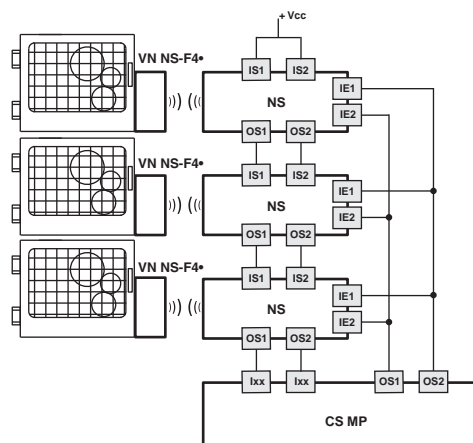 + Vcc
VN NS-F4•
IS1 IS2
NS
IE1
IE2
OS1 OS2
VN NS-F4•
IS1 IS2
NS
IE1
IE2
OS1 OS2
VN NS-F4•
IS1 IS2
NS
IE1
IE2
OS1 OS2
Ixx Ixx OS1 OS2
CS MP